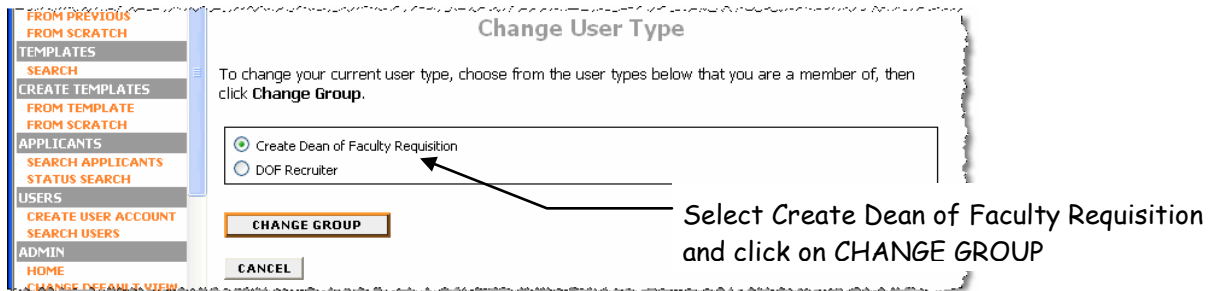 FROM PREVIOUS
FROM SCRATCH
TEMPLATES
SEARCH
CREATE TEMPLATES
FROM TEMPLATE
FROM SCRATCH
APPLICANTS
SEARCH APPLICANTS
STATUS SEARCH
USERS
CREATE USER ACCOUNT
SEARCH USERS
ADMIN
HOME
CHANGE DEFAULT VIEW
Change User Type
To change your current user type, choose from the user types below that you are a member of, then
click Change Group.
Create Dean of Faculty Requisition
DOF Recruiter
CHANGE GROUP
CANCEL
Select Create Dean of Faculty Requisition
and click on CHANGE GROUP